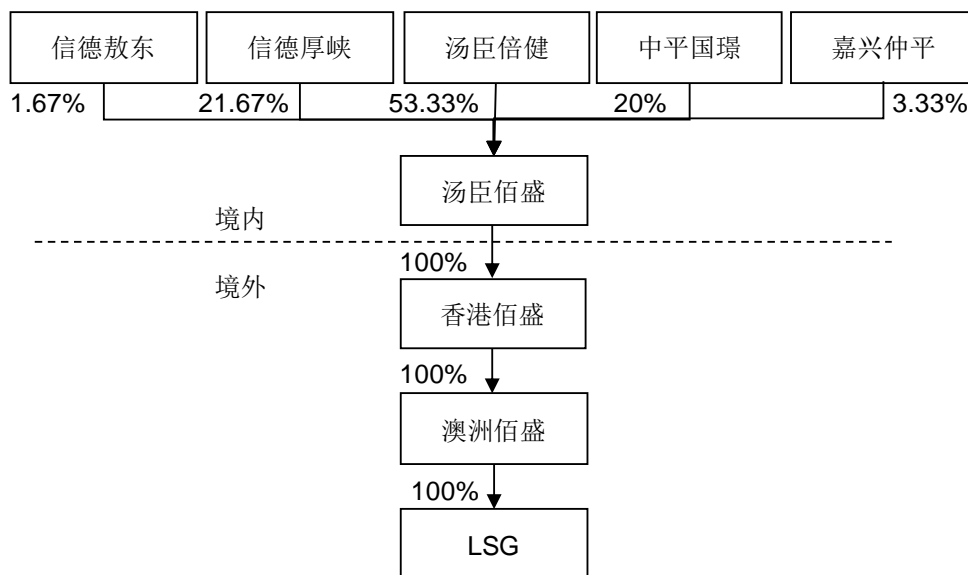 信德敖东
信德厚峡
汤臣倍健
中平国璟
嘉兴仲平
1.67%
21.67%
53.33%
20%
3.33%
汤臣佰盛
境内
境外
100%
香港佰盛
100%
澳洲佰盛
100%
LSG